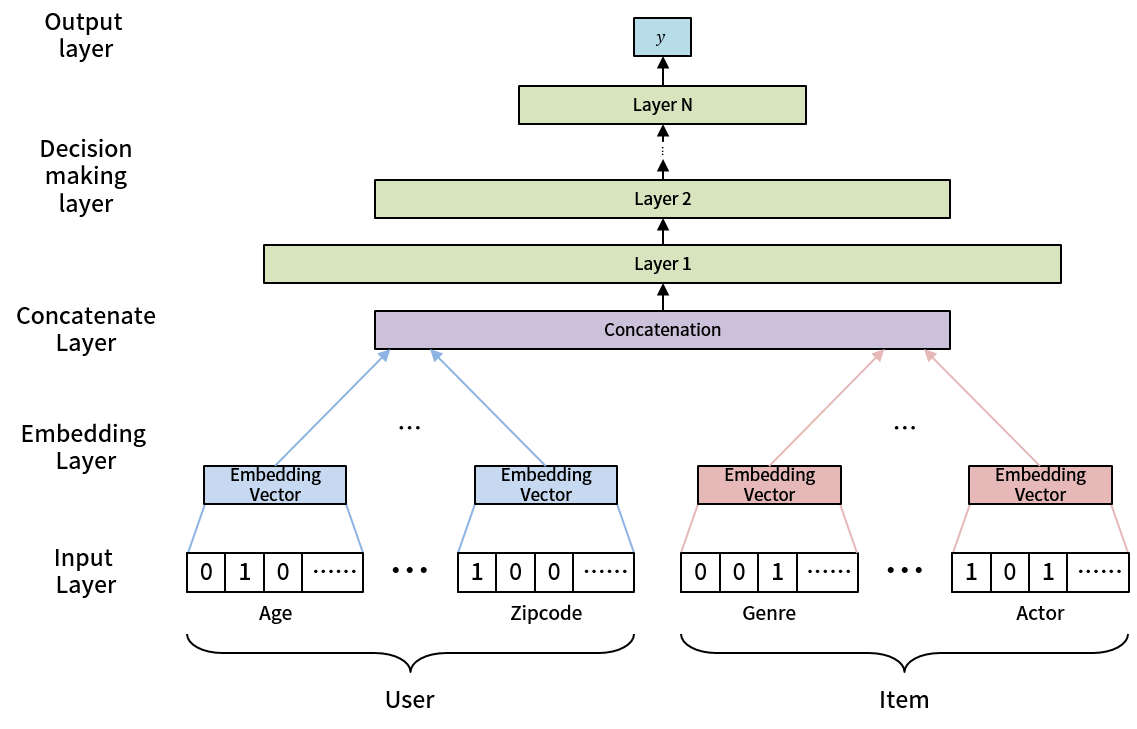 Output
layer
y
Layer N
Decision
making
layer
Layer 2
Layer 1
Concatenate
Layer
Concatenation
Embedding
Layer
... ...
Embedding
Vector
Embedding
Vector
Embedding
Vector
Embedding
Vector
Input
Layer
0 1 0 ...... ... 1 0 0 ...... 0 0 1 ...... ... 1 0 1 ......
Age Zipcode Genre Actor
User Item